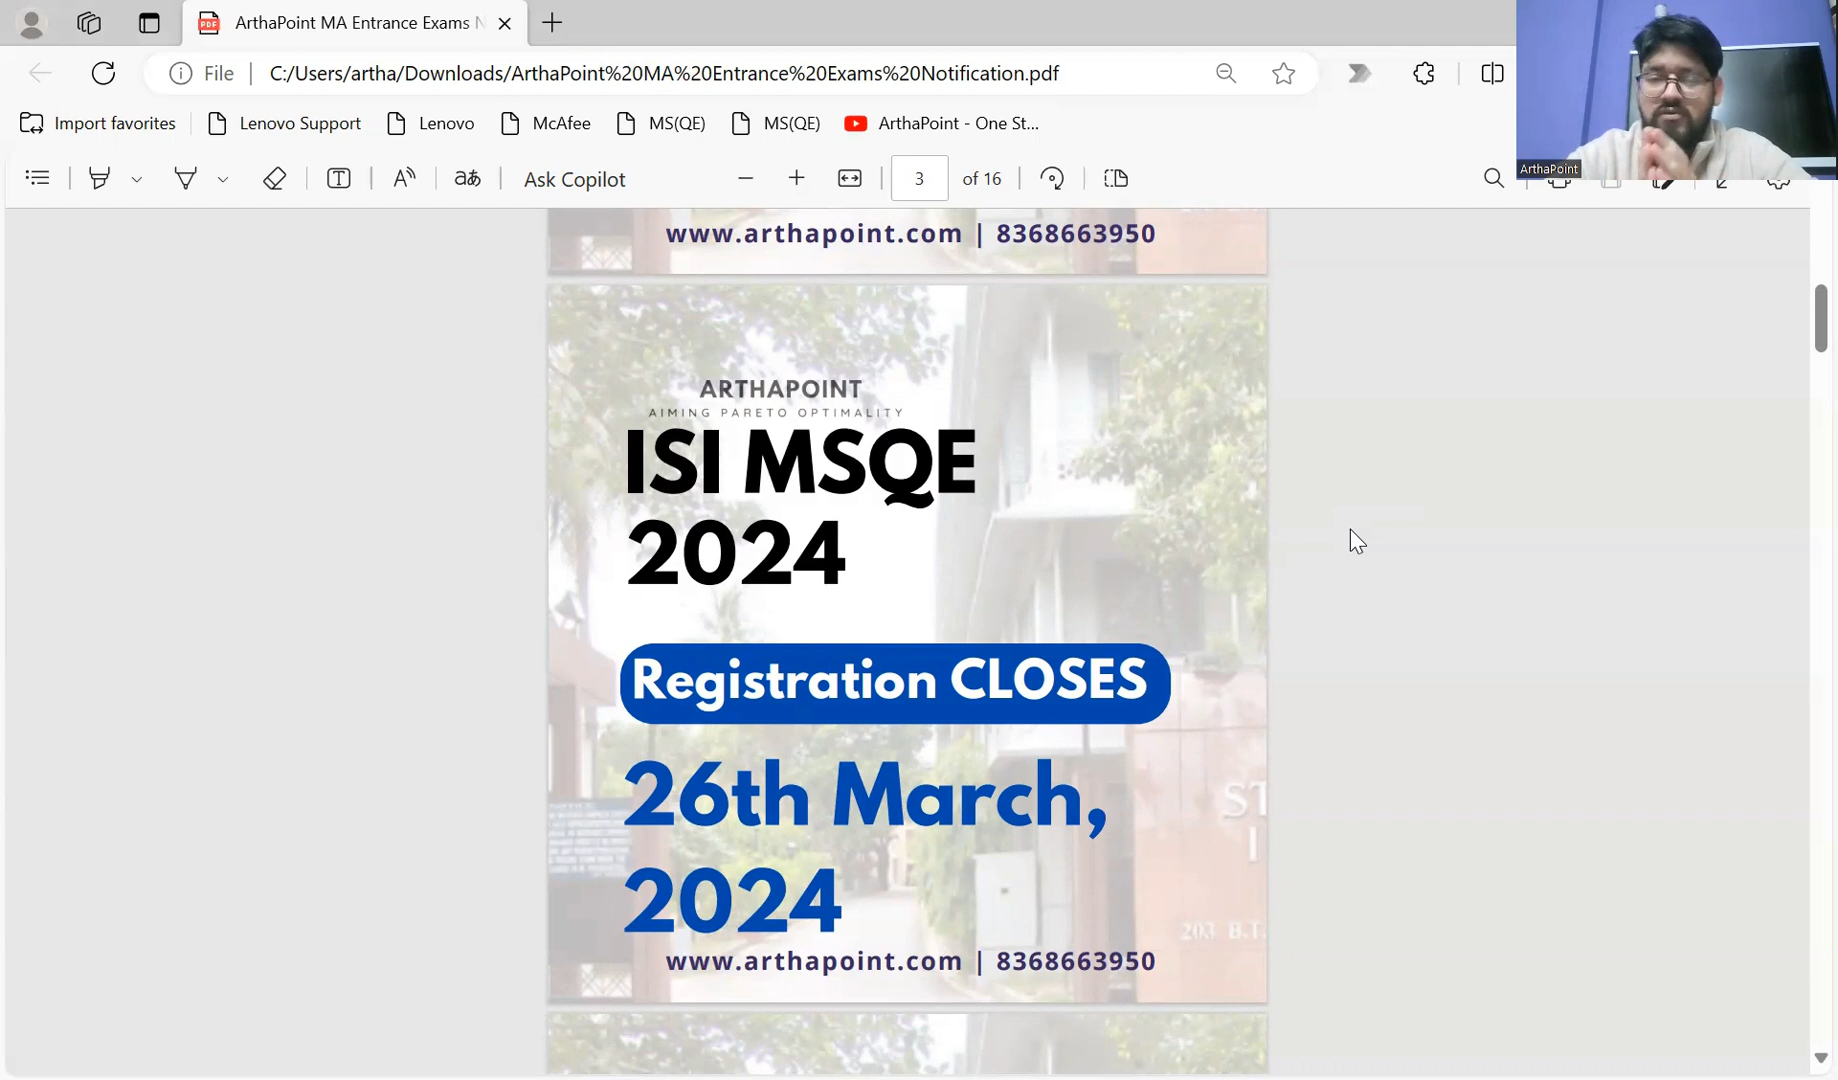 ArthaPoint MA Entrance Exams N
File
C:/Users/artha/Downloads/ArthaPoint%20MA%20Entrance%20Exams%20Notification.pdf
Import favorites
Lenovo Support
Lenovo
McAfee
MS(QE)
MS(QE)
ArthaPoint - One St...
ArthaPoint
Ask Copilot
3 of 16
www.arthapoint.com | 8368663950
ARTHAPOINT
AIMING PARETO OPTIMALITY
ISI MSQE
2024
Registration CLOSES
26th March,
2024
203 B.T.
www.arthapoint.com | 8368663950